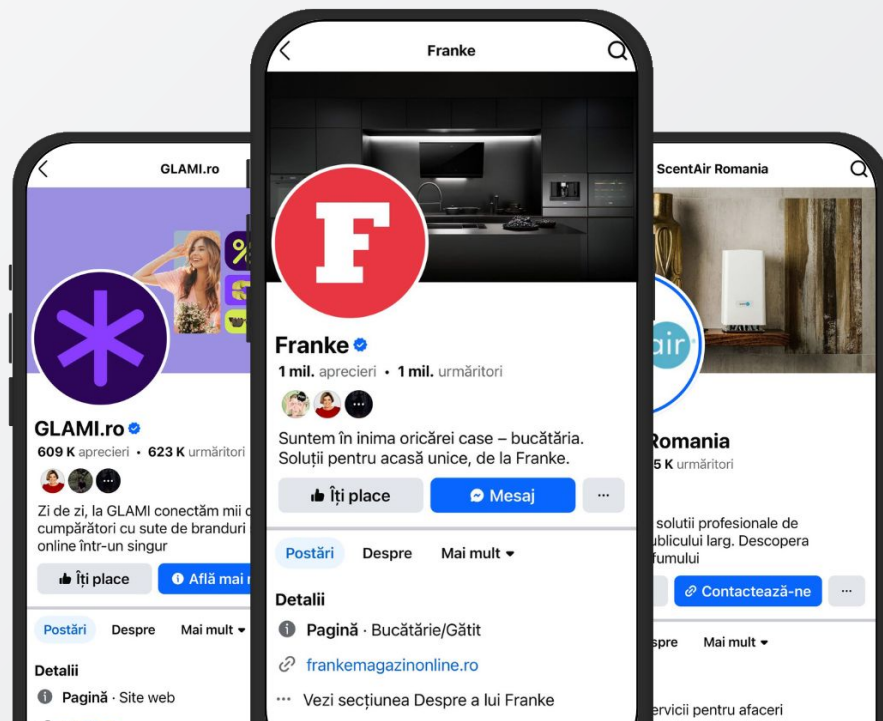 GLAMI.ro
GLAMI.ro
609 K aprecieri • 623 K urmăritori
Zi de zi, la GLAMI conectăm mii
cumpărători cu sute de branduri
online într-un singur
Îți place
Află mai
Postări Despre Mai mult
Detalii
Pagină · Site web
Franke
F
Franke
1 mil. aprecieri • 1 mil. urmăritori
Suntem în inima oricărei case – bucătăria.
Soluții pentru acasă unice, de la Franke.
Îți place
Mesaj
Postări Despre Mai mult
Detalii
Pagină · Bucătărie/Gătit
frankemagazinonline.ro
Vezi secțiunea Despre a lui Franke
ScentAir Romania
air
Romania
5 K urmăritori
solutii profesionale de
ublicului larg. Descopera
fumului
Contactează-ne
spre Mai mult
ervicii pentru afaceri